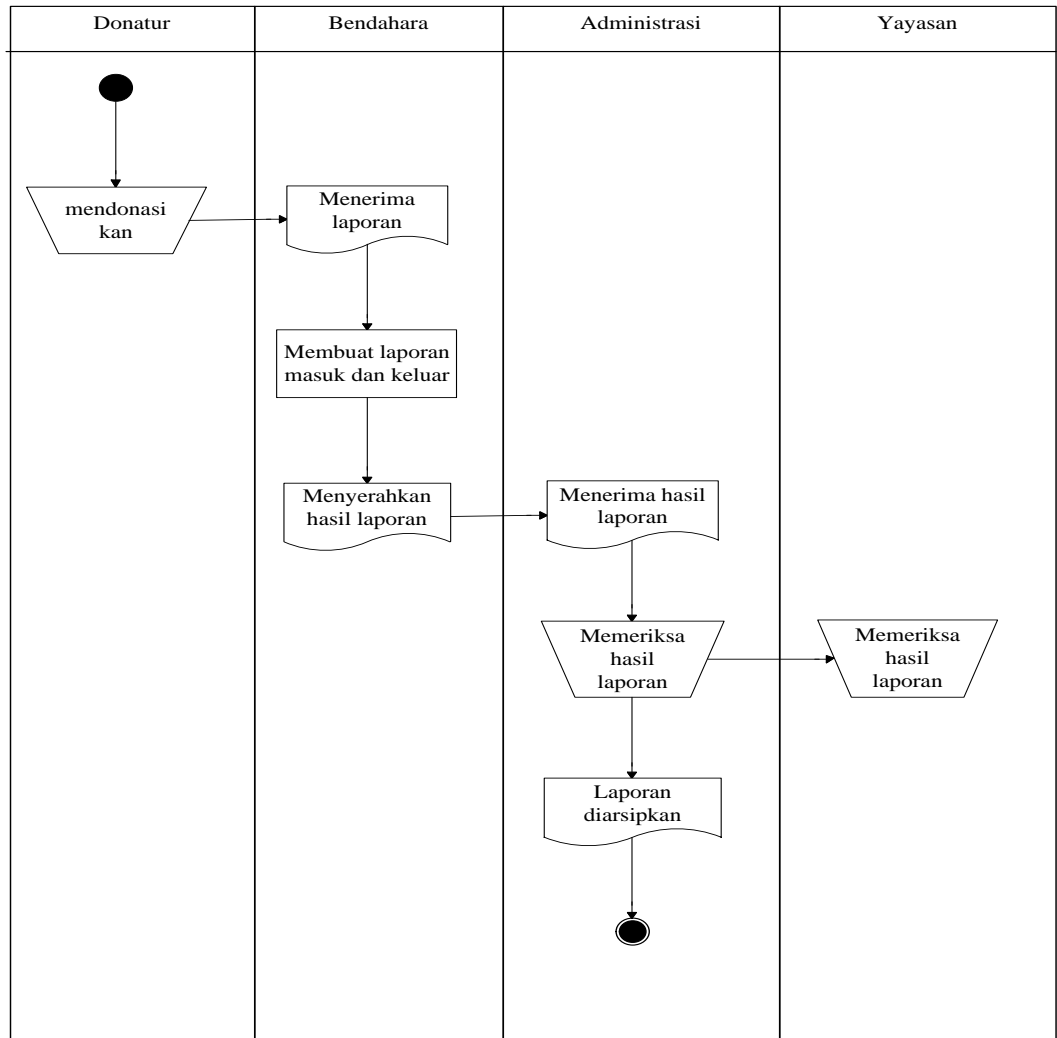 Donatur
Bendahara
Administrasi
Yayasan
mendonasi
kan
Menerima
laporan
Membuat laporan
masuk dan keluar
Menyerahkan
hasil laporan
Menerima hasil
laporan
Memeriksa
hasil
laporan
Memeriksa
hasil
laporan
Laporan
diarsipkan